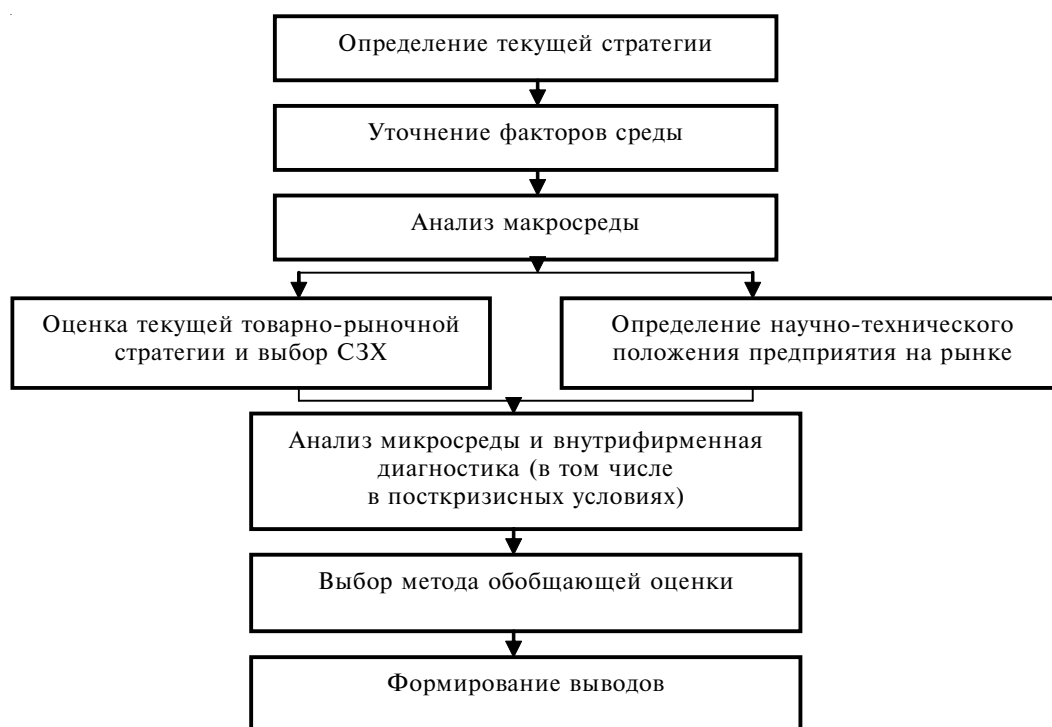 Определение текущей стратегии
Уточнение факторов среды
Анализ макросреды
Оценка текущей товарно-рыночной
стратегии и выбор СЗХ
Определение научно-технического
положения предприятия на рынке
Анализ микросреды и внутрифирменная
диагностика (в том числе
в посткризисных условиях)
Выбор метода обобщающей оценки
Формирование выводов